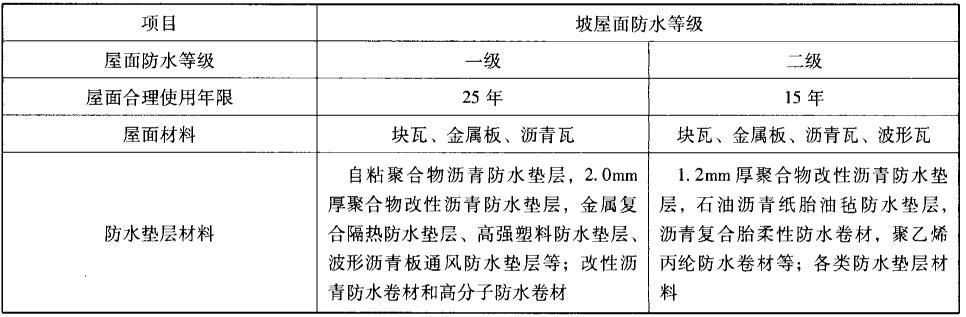 项目 坡屋面防水等级
屋面防水等级 一级 二级
屋面合理使用年限 25年 15年
屋面材料 块瓦、金属板、沥青瓦 块瓦、金属板、沥青瓦、波形瓦
防水垫层材料
自粘聚合物沥青防水垫层，2.0mm
厚聚合物改性沥青防水垫层，金属复
合隔热防水垫层、高强塑料防水垫层、
波形沥青板通风防水垫层等；改性沥
青防水卷材和高分子防水卷材
1.2mm厚聚合物改性沥青防水垫
层，石油沥青纸胎油毡防水垫层，
沥青复合胎柔性防水卷材，聚乙烯
丙纶防水卷材等；各类防水垫层材
料